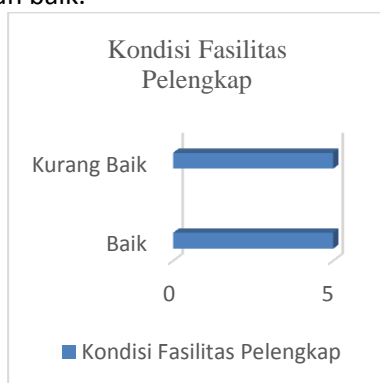 Kondisi Fasilitas
Pelengkap
Kurang Baik
Baik
0 5
Kondisi Fasilitas Pelengkap